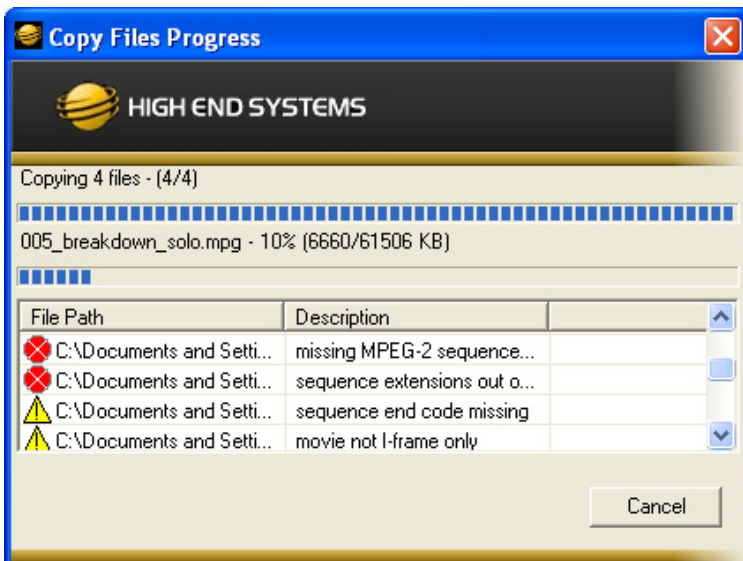 Copy Files Progress
HIGH END SYSTEMS
Copying 4 files - (4/4)
005_breakdown_solo.mpg - 10% (6660/61506 KB)
File Path Description
C:\Documents and Setti... missing MPEG-2 sequence...
C:\Documents and Setti... sequence extensions out o...
C:\Documents and Setti... sequence end code missing
C:\Documents and Setti... movie not I-frame only
Cancel